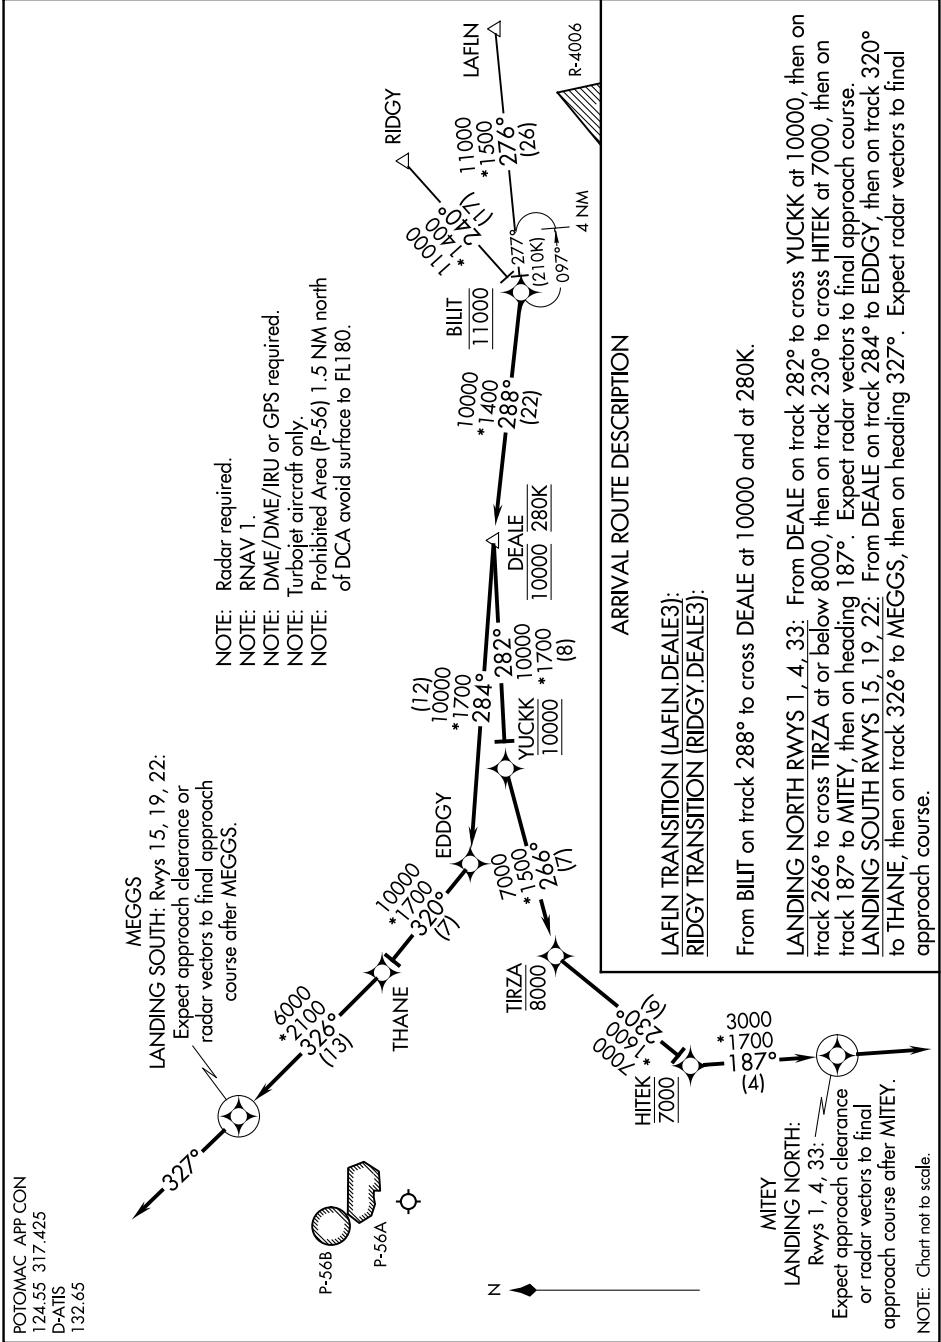 POTOMAC APP CON
124.55 317.425
D-ATIS
132.65
NOTE: Radar required.
NOTE: RNAV 1.
NOTE: DME/DME/IRU or GPS required.
NOTE: Turbojet aircraft only.
NOTE: Prohibited Area (P-56) 1.5 NM north
of DCA avoid surface to FL180.
MEGGS
LANDING SOUTH: Rwys 15, 19, 22:
Expect approach clearance or
radar vectors to final approach
course after MEGGS.
327°
6000
*2100
326°
(13)
THANE
10000
*1700
320°
(7)
EDDGY
(12)
10000
*1700
284°
282°
10000
*1700
(8)
YUCKK
10000
DEALE
10000 280K
10000
*1400
288°
(22)
BILIT
11000
RIDGY
11000
*1400
240°
(17)
LAFLN
11000
*1500
276°
(26)
277°
(210K)
097°
4 NM
R-4006
7000
*1500
266°
(7)
TIRZA
8000
7000
*1600
230°
(9)
HITEK
7000
3000
*1700
187°
(4)
P-56B
P-56A
N
MITEY
LANDING NORTH:
Rwys 1, 4, 33:
Expect approach clearance
or radar vectors to final
approach course after MITEY.
NOTE: Chart not to scale.
ARRIVAL ROUTE DESCRIPTION
LAFLN TRANSITION (LAFLN.DEALE3):
RIDGY TRANSITION (RIDGY.DEALE3):
From BILIT on track 288° to cross DEALE at 10000 and at 280K.
LANDING NORTH RWYS 1, 4, 33: From DEALE on track 282° to cross YUCKK at 10000, then on
track 266° to cross TIRZA at or below 8000, then on track 230° to cross HITEK at 7000, then on
track 187° to MITEY, then on heading 187°. Expect radar vectors to final approach course.
LANDING SOUTH RWYS 15, 19, 22: From DEALE on track 284° to EDDGY, then on track 320°
to THANE, then on track 326° to MEGGS, then on heading 327°. Expect radar vectors to final
approach course.